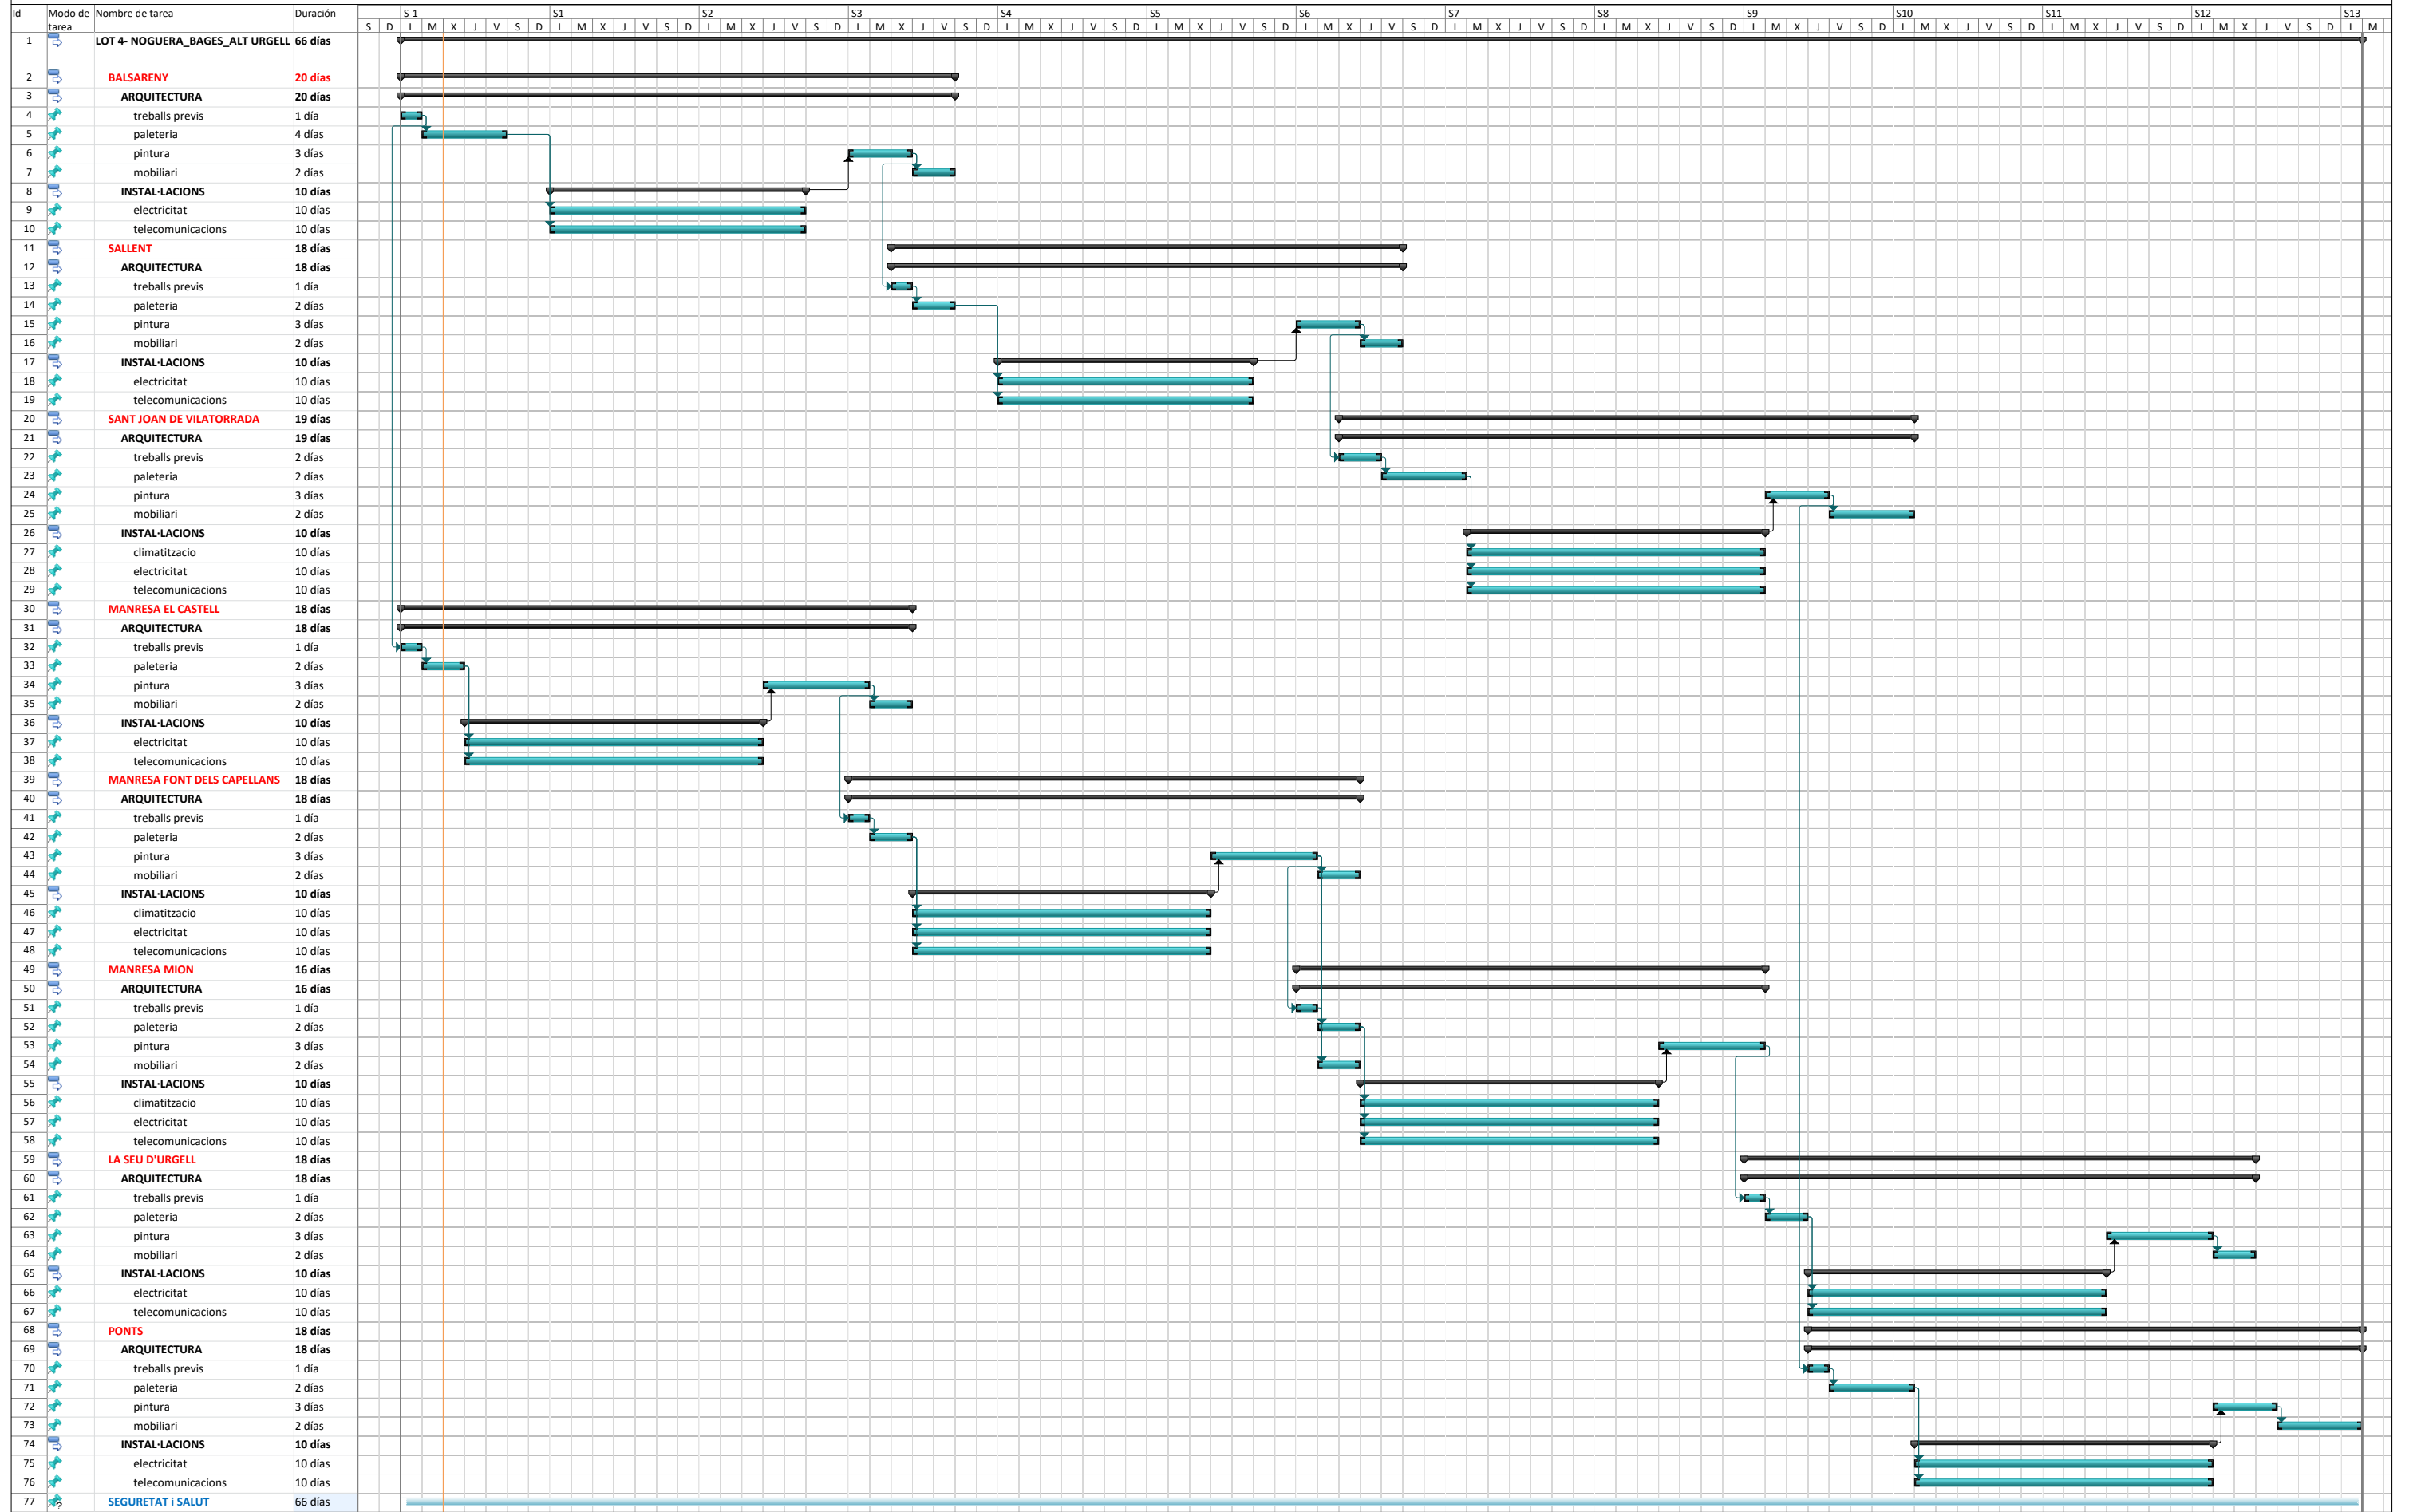 Id Modo de tarea Nombre de tarea Duración S-1 S1 S2 S3 S4 S5 S6 S7 S8 S9 S10 S11 S12 S13
S D L M X J V S D L M X J V S D L M X J V S D L M X J V S D L M X J V S D L M X J V S D L M X J V S D L M X J V S D L M X J V S D L M X J V S D L M X J V S D L M X J V S D L M X J V S D L M
1 LOT 4- NOGUERA_BAGES_ALT URGELL 66 días
2 BALSARENY 20 días
3 ARQUITECTURA 20 días
4 treballs previs 1 día
5 paleteria 4 días
6 pintura 3 días
7 mobiliari 2 días
8 INSTAL·LACIONS 10 días
9 electricitat 10 días
10 telecomunicacions 10 días
11 SALLENT 18 días
12 ARQUITECTURA 18 días
13 treballs previs 1 día
14 paleteria 2 días
15 pintura 3 días
16 mobiliari 2 días
17 INSTAL·LACIONS 10 días
18 electricitat 10 días
19 telecomunicacions 10 días
20 SANT JOAN DE VILATORRADA 19 días
21 ARQUITECTURA 19 días
22 treballs previs 2 días
23 paleteria 2 días
24 pintura 3 días
25 mobiliari 2 días
26 INSTAL·LACIONS 10 días
27 climatitzacio 10 días
28 electricitat 10 días
29 telecomunicacions 10 días
30 MANRESA EL CASTELL 18 días
31 ARQUITECTURA 18 días
32 treballs previs 1 día
33 paleteria 2 días
34 pintura 3 días
35 mobiliari 2 días
36 INSTAL·LACIONS 10 días
37 electricitat 10 días
38 telecomunicacions 10 días
39 MANRESA FONT DELS CAPELLANS 18 días
40 ARQUITECTURA 18 días
41 treballs previs 1 día
42 paleteria 2 días
43 pintura 3 días
44 mobiliari 2 días
45 INSTAL·LACIONS 10 días
46 climatitzacio 10 días
47 electricitat 10 días
48 telecomunicacions 10 días
49 MANRESA MION 16 días
50 ARQUITECTURA 16 días
51 treballs previs 1 día
52 paleteria 2 días
53 pintura 3 días
54 mobiliari 2 días
55 INSTAL·LACIONS 10 días
56 climatitzacio 10 días
57 electricitat 10 días
58 telecomunicacions 10 días
59 LA SEU D'URGELL 18 días
60 ARQUITECTURA 18 días
61 treballs previs 1 día
62 paleteria 2 días
63 pintura 3 días
64 mobiliari 2 días
65 INSTAL·LACIONS 10 días
66 electricitat 10 días
67 telecomunicacions 10 días
68 PONTS 18 días
69 ARQUITECTURA 18 días
70 treballs previs 1 día
71 paleteria 2 días
72 pintura 3 días
73 mobiliari 2 días
74 INSTAL·LACIONS 10 días
75 electricitat 10 días
76 telecomunicacions 10 días
77 SEGURETAT i SALUT 66 días